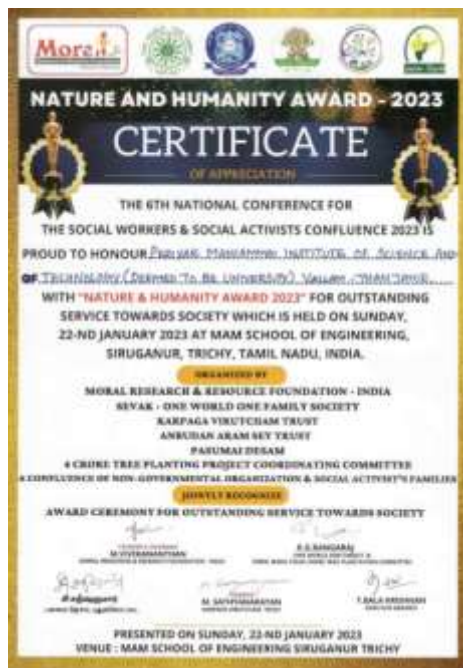 More
NATURE AND HUMANITY AWARD - 2023
CERTIFICATE
OF APPRECIATION
THE 6TH NATIONAL CONFERENCE FOR
THE SOCIAL WORKERS & SOCIAL ACTIVISTS CONFLUENCE 2023 IS
PROUD TO HONOUR PERIYAR MANIAMMAI INSTITUTE OF SCIENCE AND
OF TECHNOLOGY (DEEMED TO BE UNIVERSITY) VALLAM, THANJAVUR
WITH "NATURE & HUMANITY AWARD 2023" FOR OUTSTANDING
SERVICE TOWARDS SOCIETY WHICH IS HELD ON SUNDAY,
22-ND JANUARY 2023 AT MAM SCHOOL OF ENGINEERING,
SIRUGANUR, TRICHY, TAMIL NADU, INDIA.
ORGANIZED BY
MORAL RESEARCH & RESOURCE FOUNDATION - INDIA
SEVAK - ONE WORLD ONE FAMILY SOCIETY
KARPAGA VIRUTCHAM TRUST
ANBUDAN ARAM SEY TRUST
PASUMAI DESAM
4 CRORE TREE PLANTING PROJECT COORDINATING COMMITTEE
& CONFLUENCE OF NON-GOVERNMENTAL ORGANIZATION & SOCIAL ACTIVIST'S FAMILIES
JOINTLY RECOGNIZE
AWARD CEREMONY FOR OUTSTANDING SERVICE TOWARDS SOCIETY
M.VIVEKANANTHAN
R.G.RANGARAJ
M. SATHIYANARAYAN
T.BALA KRISHNAN
PRESENTED ON SUNDAY, 22-ND JANUARY 2023
VENUE : MAM SCHOOL OF ENGINEERING SIRUGANUR TRICHY